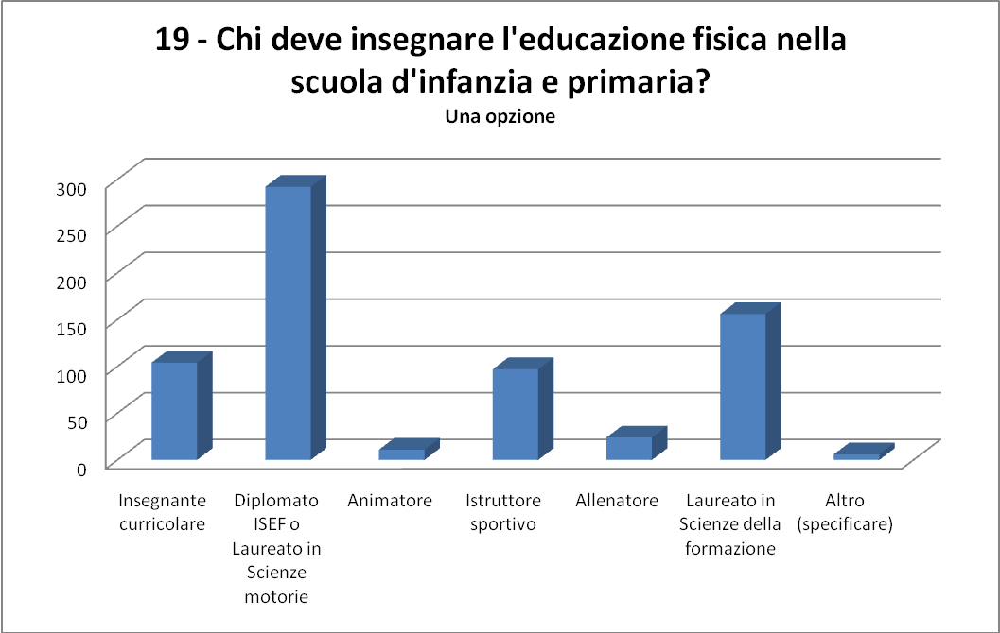 19 - Chi deve insegnare l'educazione fisica nella
scuola d'infanzia e primaria?
Una opzione
300
250
200
150
100
50
0
Insegnante
curricolare
Diplomato
ISEF o
Laureato in
Scienze
motorie
Animatore
Istruttore
sportivo
Allenatore
Laureato in
Scienze della
formazione
Altro
(specificare)